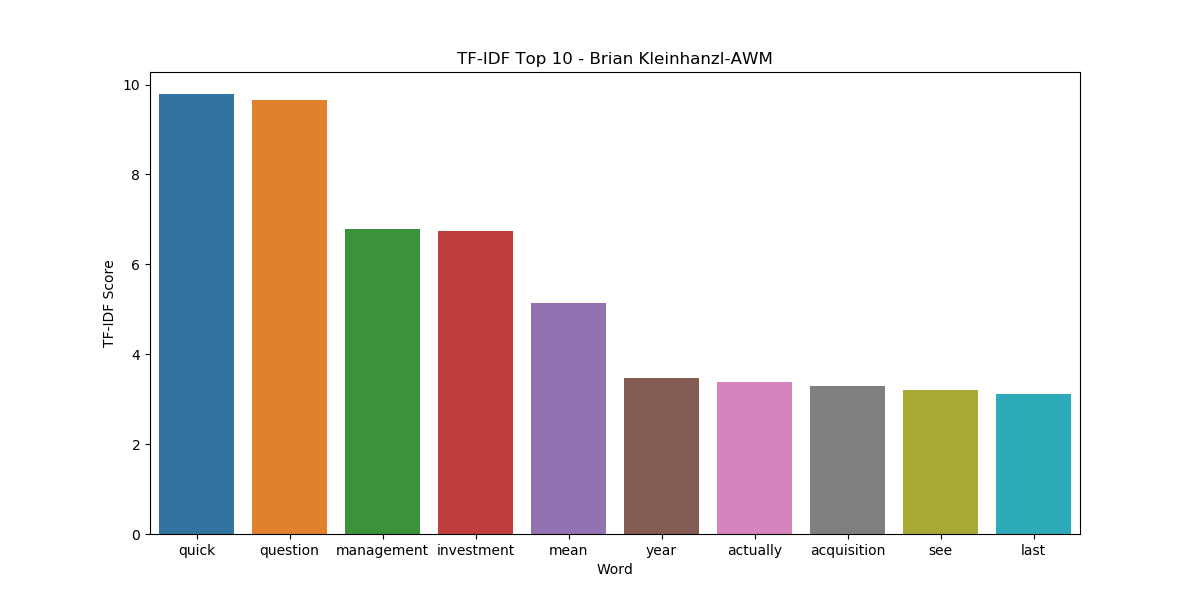 TF-IDF Top 10 - Brian Kleinhanzl-AWM
10
8
6
4
2
0
TF-IDF Score
quick question management investment mean year actually acquisition see last
Word